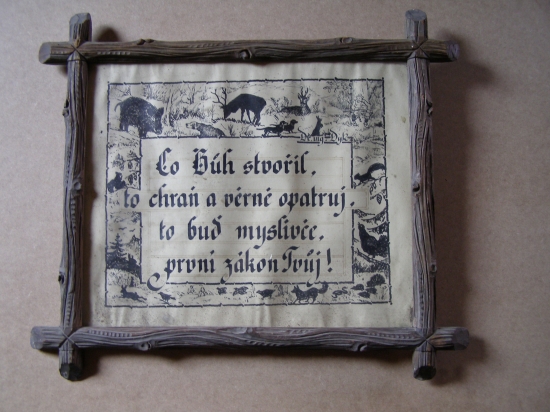 Co Bůh stvořil,
to chraň a věrně opatruj,
to buď myslivče,
první zákon Tvůj!